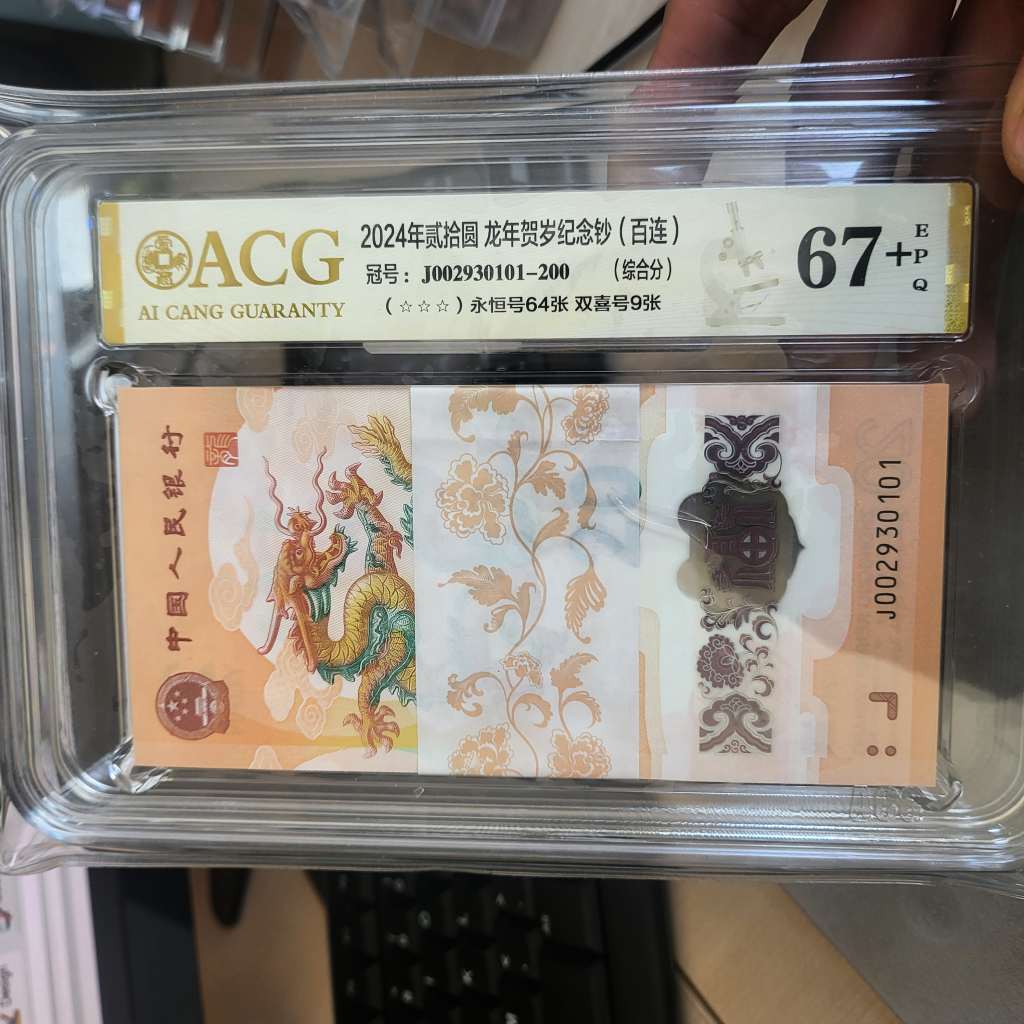 ACG
AI CANG GUARANTY
2024年贰拾圆 龙年贺岁纪念钞（百连）
冠号：J002930101-200 （综合分）
（☆☆☆）永恒号64张 双喜号9张
67+
EPQ
中国人民银行
J002930101